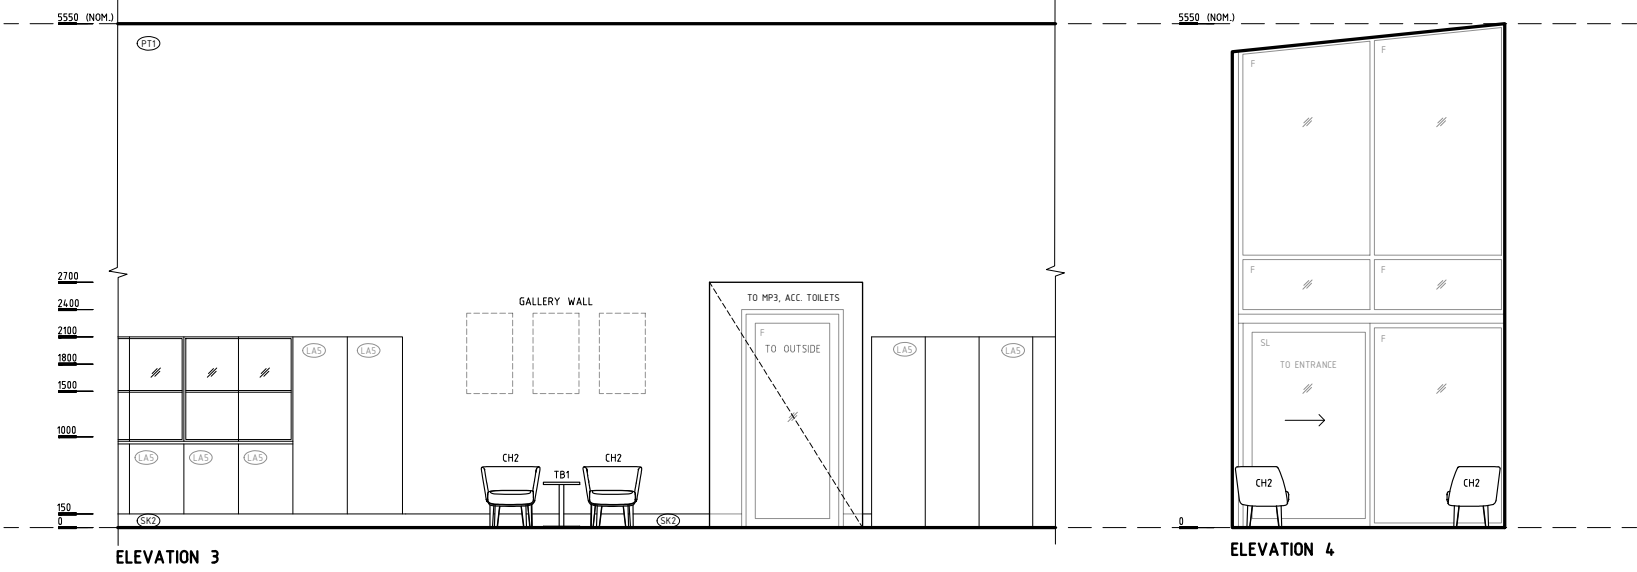 5550 (NOM.)
PT1
2700
2400
2100
1800
1500
1000
150
0
GALLERY WALL
TO MP3, ACC. TOILETS
F
TO OUTSIDE
LA5
LA5
LA5
LA5
LA5
LA5
LA5
CH2
TB1
CH2
SK2
SK2
ELEVATION 3
5550 (NOM.)
F
F
F
F
SL
F
TO ENTRANCE
CH2
CH2
0
ELEVATION 4